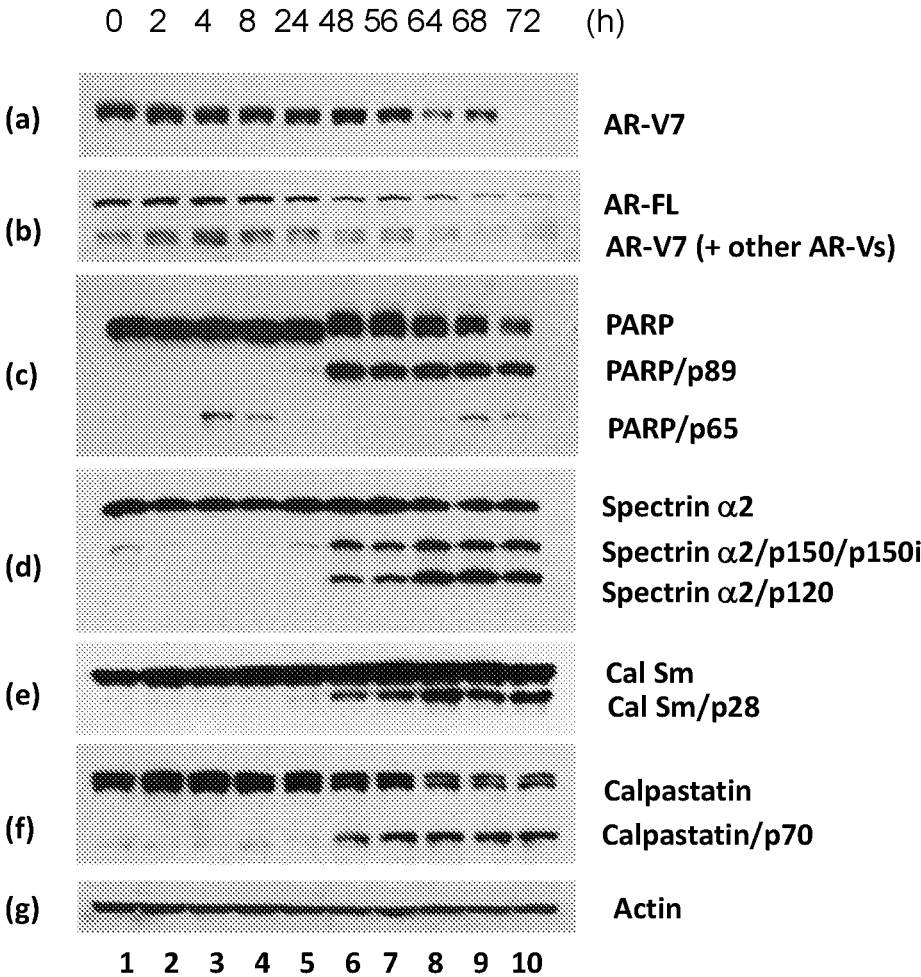 0 2 4 8 24 48 56 64 68 72 (h)
(a) AR-V7
(b) AR-FL
AR-V7 (+ other AR-Vs)
(c) PARP
PARP/p89
PARP/p65
(d) Spectrin α2
Spectrin α2/p150/p150i
Spectrin α2/p120
(e) Cal Sm
Cal Sm/p28
(f) Calpastatin
Calpastatin/p70
(g) Actin
1 2 3 4 5 6 7 8 9 10